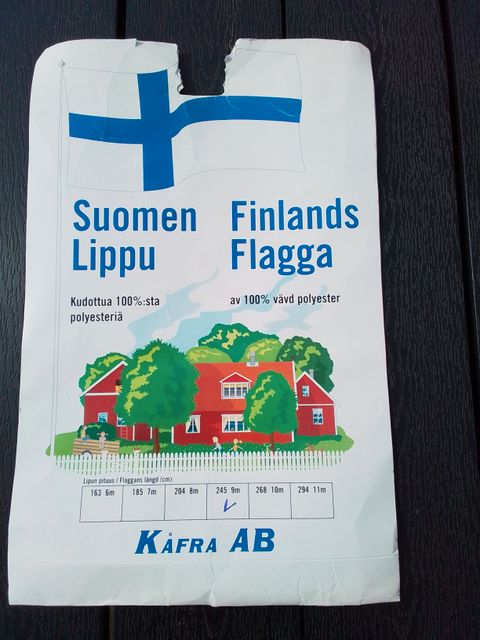 Suomen Lippu
Finlands Flagga
Kudottua 100%:sta
polyesteriä
av 100% vävd polyester
Lipun pituus / Flaggans längd (cm)
163 6m 185 7m 204 8m 245 9m 268 10m 294 11m
KÅFRA AB